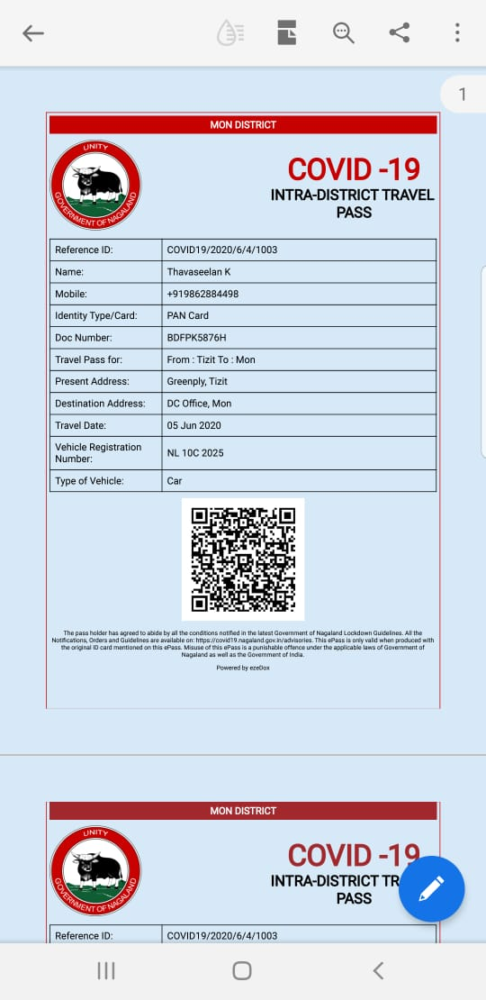 1
MON DISTRICT
UNITY
GOVERNMENT OF NAGALAND
COVID -19
INTRA-DISTRICT TRAVEL
PASS
Reference ID: COVID19/2020/6/4/1003
Name: Thavaseelan K
Mobile: +919862884498
Identity Type/Card: PAN Card
Doc Number: BDFPK5876H
Travel Pass for: From : Tizit To : Mon
Present Address: Greenply, Tizit
Destination Address: DC Office, Mon
Travel Date: 05 Jun 2020
Vehicle Registration
Number: NL 10C 2025
Type of Vehicle: Car
The pass holder has agreed to abide by all the conditions notified in the latest Government of Nagaland Lockdown Guidelines. All the
Notifications, Orders and Guidelines are available on: https://covid19.nagaland.gov.in/advisories. This ePass is only valid when produced with
the original ID card mentioned on this ePass. Misuse of this ePass is a punishable offence under the applicable laws of Government of
Nagaland as well as the Government of India.
Powered by ezeDox
MON DISTRICT
UNITY
GOVERNMENT OF NAGALAND
COVID -19
INTRA-DISTRICT TR
PASS
Reference ID: COVID19/2020/6/4/1003